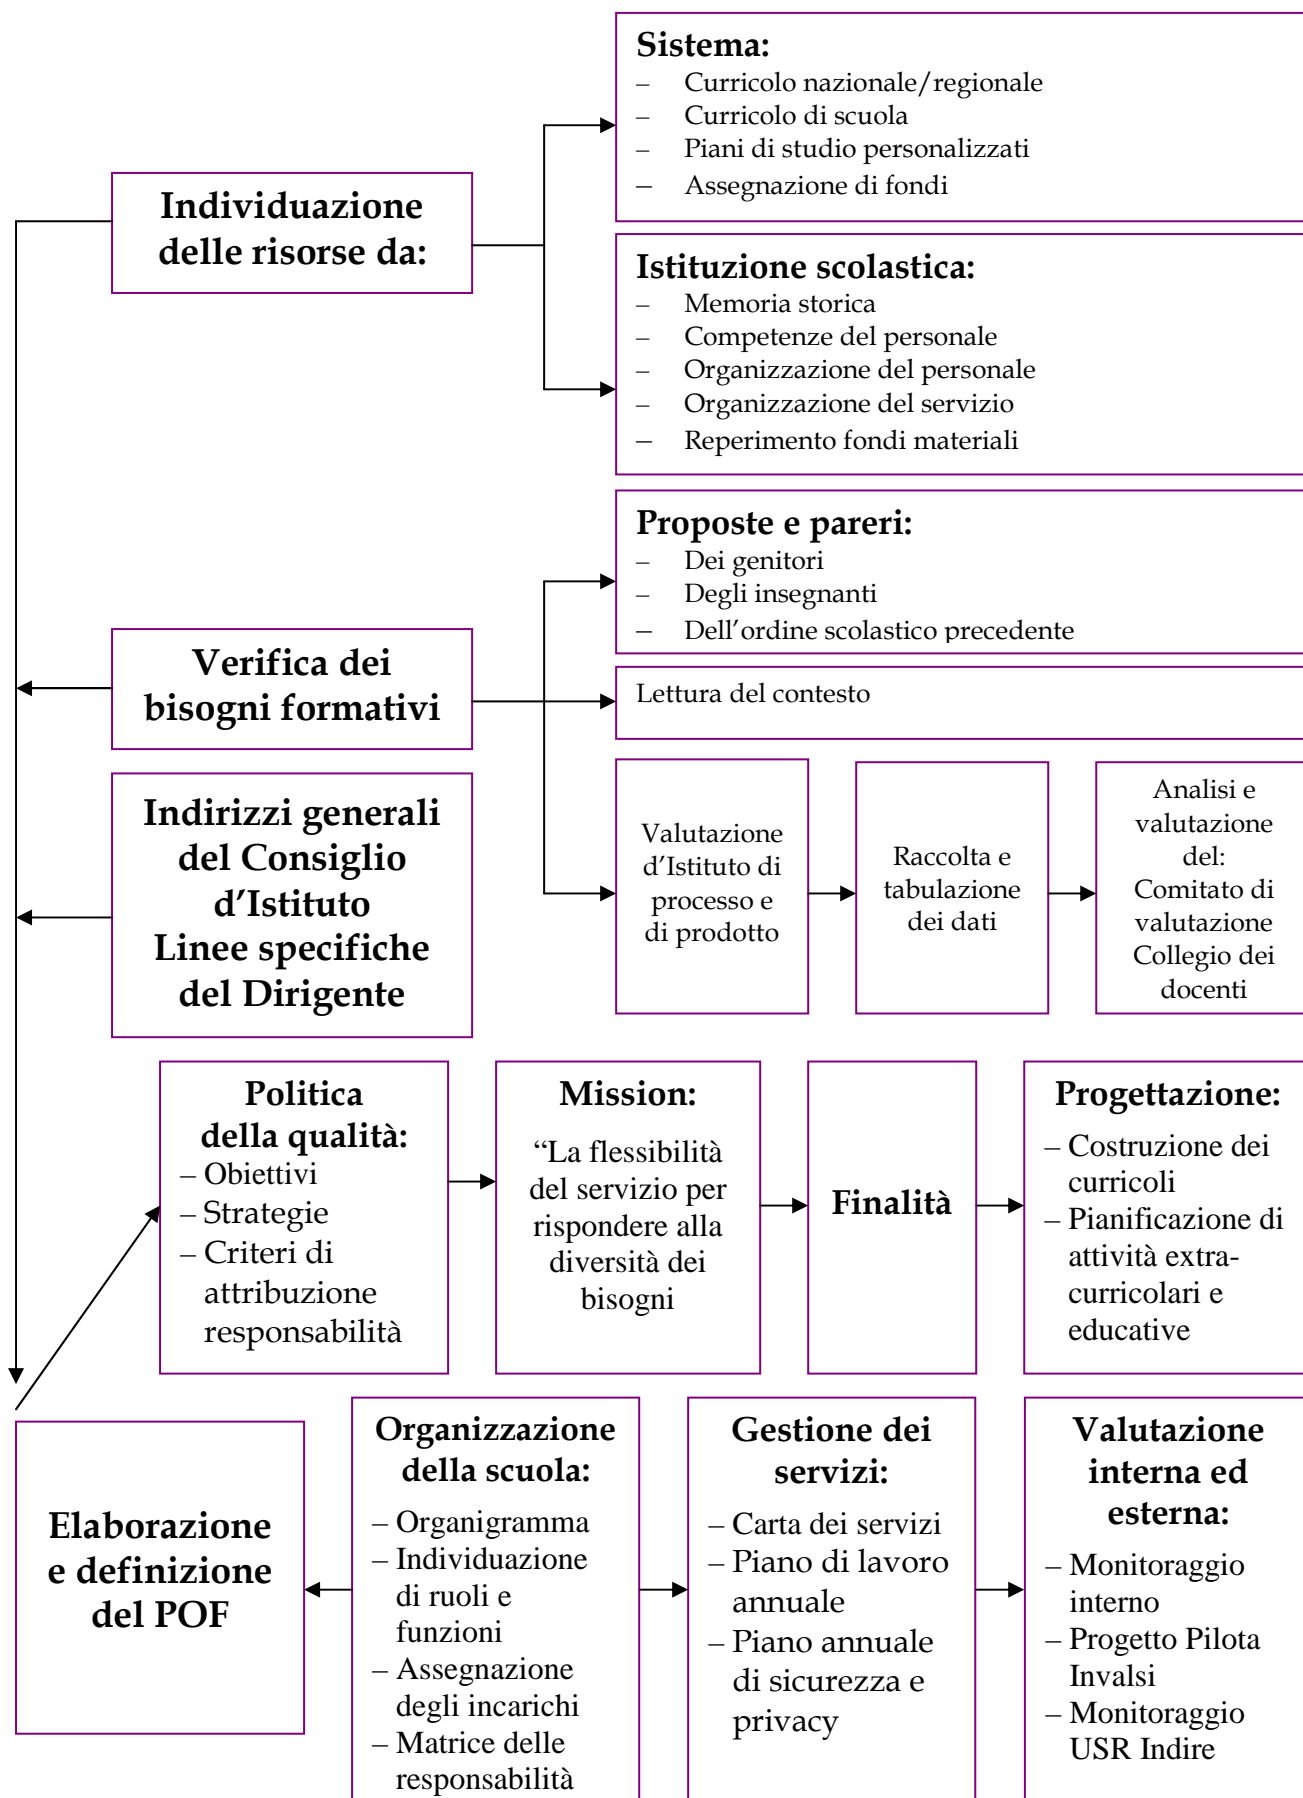 Sistema:
– Curricolo nazionale/regionale
– Curricolo di scuola
– Piani di studio personalizzati
– Assegnazione di fondi
Individuazione
delle risorse da:
Istituzione scolastica:
– Memoria storica
– Competenze del personale
– Organizzazione del personale
– Organizzazione del servizio
– Reperimento fondi materiali
Proposte e pareri:
– Dei genitori
– Degli insegnanti
– Dell’ordine scolastico precedente
Verifica dei
bisogni formativi
Lettura del contesto
Indirizzi generali
del Consiglio
d’Istituto
Linee specifiche
del Dirigente
Valutazione
d’Istituto di
processo e
di prodotto
Raccolta e
tabulazione
dei dati
Analisi e
valutazione
del:
Comitato di
valutazione
Collegio dei
docenti
Politica
della qualità:
– Obiettivi
– Strategie
– Criteri di
attribuzione
responsabilità
Mission:
“La flessibilità
del servizio per
rispondere alla
diversità dei
bisogni
Finalità
Progettazione:
– Costruzione dei
curricoli
– Pianificazione di
attività extra-
curricolari e
educative
Elaborazione
e definizione
del POF
Organizzazione
della scuola:
– Organigramma
– Individuazione
di ruoli e
funzioni
– Assegnazione
degli incarichi
– Matrice delle
responsabilità
Gestione dei
servizi:
– Carta dei servizi
– Piano di lavoro
annuale
– Piano annuale
di sicurezza e
privacy
Valutazione
interna ed
esterna:
– Monitoraggio
interno
– Progetto Pilota
Invalsi
– Monitoraggio
USR Indire